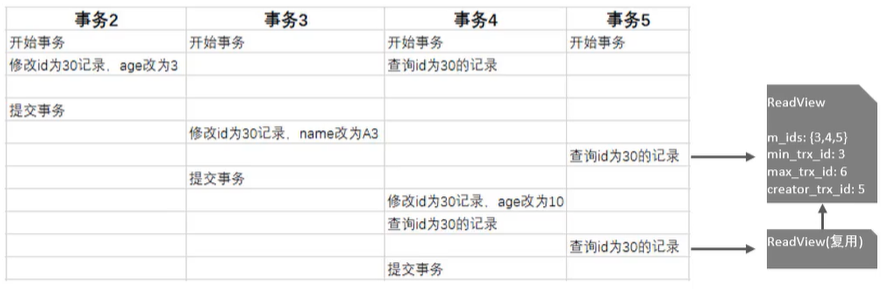 事务2 事务3 事务4 事务5
开始事务 开始事务 开始事务 开始事务
修改id为30记录，age改为3 查询id为30的记录
提交事务
修改id为30记录，name改为A3
查询id为30的记录
提交事务
修改id为30记录，age改为10
查询id为30的记录
查询id为30的记录
提交事务
ReadView
m_ids: {3,4,5}
min_trx_id: 3
max_trx_id: 6
creator_trx_id: 5
ReadView(复用)